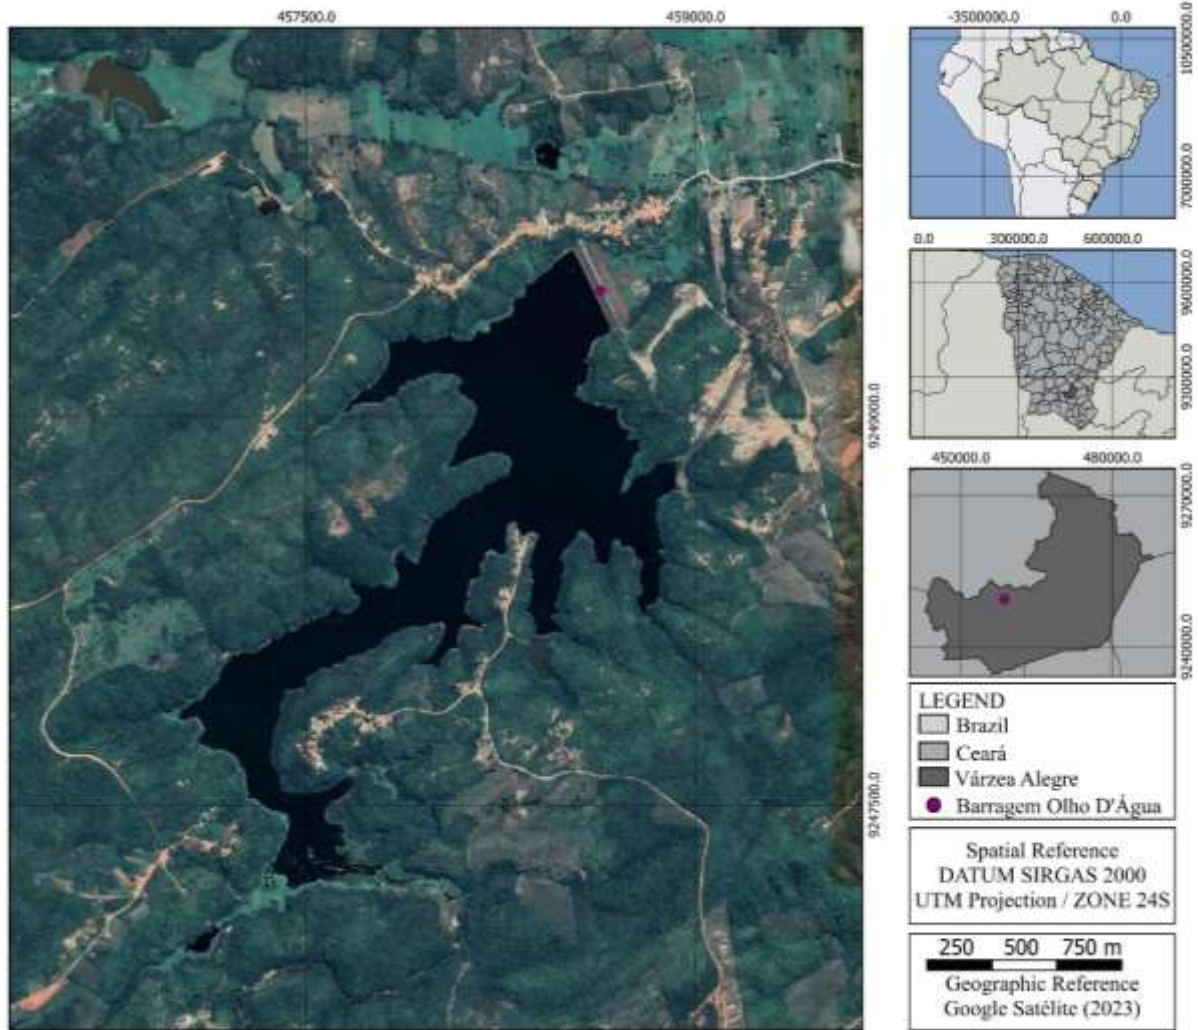 457500.0
459000.0
9249000.0
9247500.0
-3500000.0
0.0
10500000.0
7000000.0
0.0
300000.0
600000.0
9600000.0
9300000.0
450000.0
480000.0
9270000.0
9240000.0
LEGEND
Brazil
Ceará
Várzea Alegre
Barragem Olho D'Água
Spatial Reference
DATUM SIRGAS 2000
UTM Projection / ZONE 24S
250 500 750 m
Geographic Reference
Google Satélite (2023)